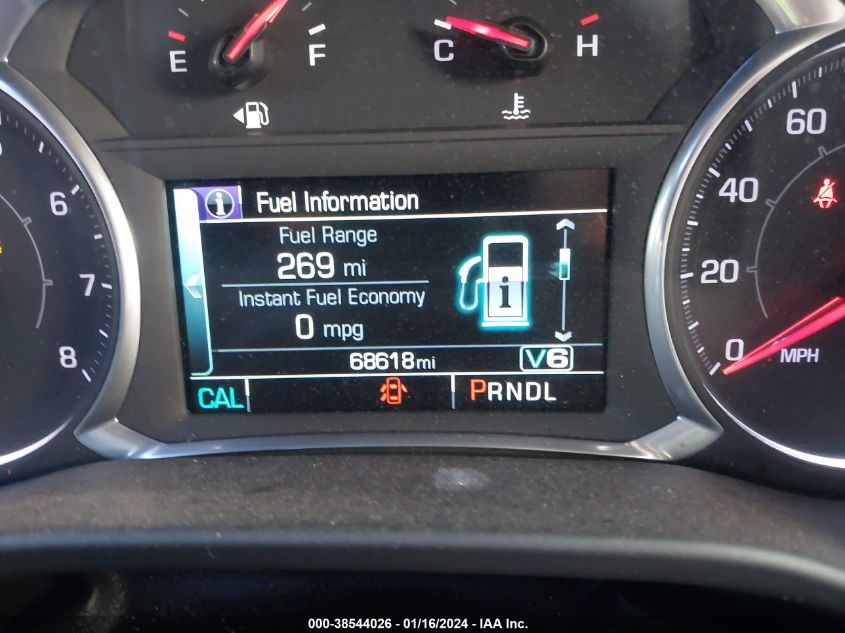 E F C H
60
40
20
0
MPH
6
7
8
i Fuel Information
Fuel Range
269 mi
Instant Fuel Economy
0 mpg
i
68618mi V6
CAL PRNDL
000-38544026 - 01/16/2024 - IAA Inc.